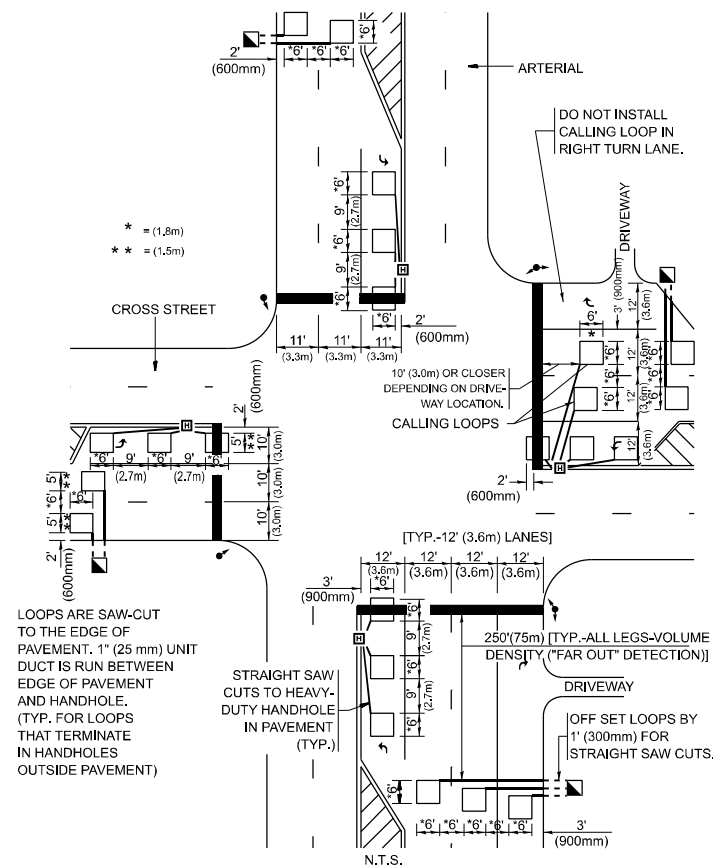 *6'
2'
(600mm)
*6' *6' *6'
ARTERIAL
DO NOT INSTALL
CALLING LOOP IN
RIGHT TURN LANE.
DRIVEWAY
* = (1.8m)
* * = (1.5m)
*6'
9'
(2.7m)
*6'
9'
(2.7m)
*6'
H
CROSS STREET
*6'
2'
(600mm)
11' 11' 11'
(3.3m) (3.3m) (3.3m)
3' (900mm)
12'
(3.6m)
6'
*
10' (3.0m) OR CLOSER
DEPENDING ON DRIVE-
WAY LOCATION.
CALLING LOOPS
*6'
*6'
*6'
12'
(3.6m)
12'
(3.6m)
*6'
*6'
*6'
H
2'
(600mm)
2'
(600mm)
H
5'
* *
10'
(3.0m)
10'
(3.0m)
10'
(3.0m)
*6' 9' *6' 9' *6'
(2.7m) (2.7m)
5'
* *
*6'
*6'
5'
* *
2'
(600mm)
[TYP.-12' (3.6m) LANES]
12' 12' 12' 12'
(3.6m) (3.6m) (3.6m) (3.6m)
3'
(900mm)
*6'
*6'
9'
(2.7m)
*6'
9'
(2.7m)
*6'
H
250'(75m) [TYP.-ALL LEGS-VOLUME
DENSITY ("FAR OUT" DETECTION)]
DRIVEWAY
LOOPS ARE SAW-CUT
TO THE EDGE OF
PAVEMENT. 1" (25 mm) UNIT
DUCT IS RUN BETWEEN
EDGE OF PAVEMENT
AND HANDHOLE.
(TYP. FOR LOOPS
THAT TERMINATE
IN HANDHOLES
OUTSIDE PAVEMENT)
STRAIGHT SAW
CUTS TO HEAVY-
DUTY HANDHOLE
IN PAVEMENT
(TYP.)
OFF SET LOOPS BY
1' (300mm) FOR
STRAIGHT SAW CUTS.
*6'
*6' *6' *6' *6' *6'
3'
(900mm)
N.T.S.